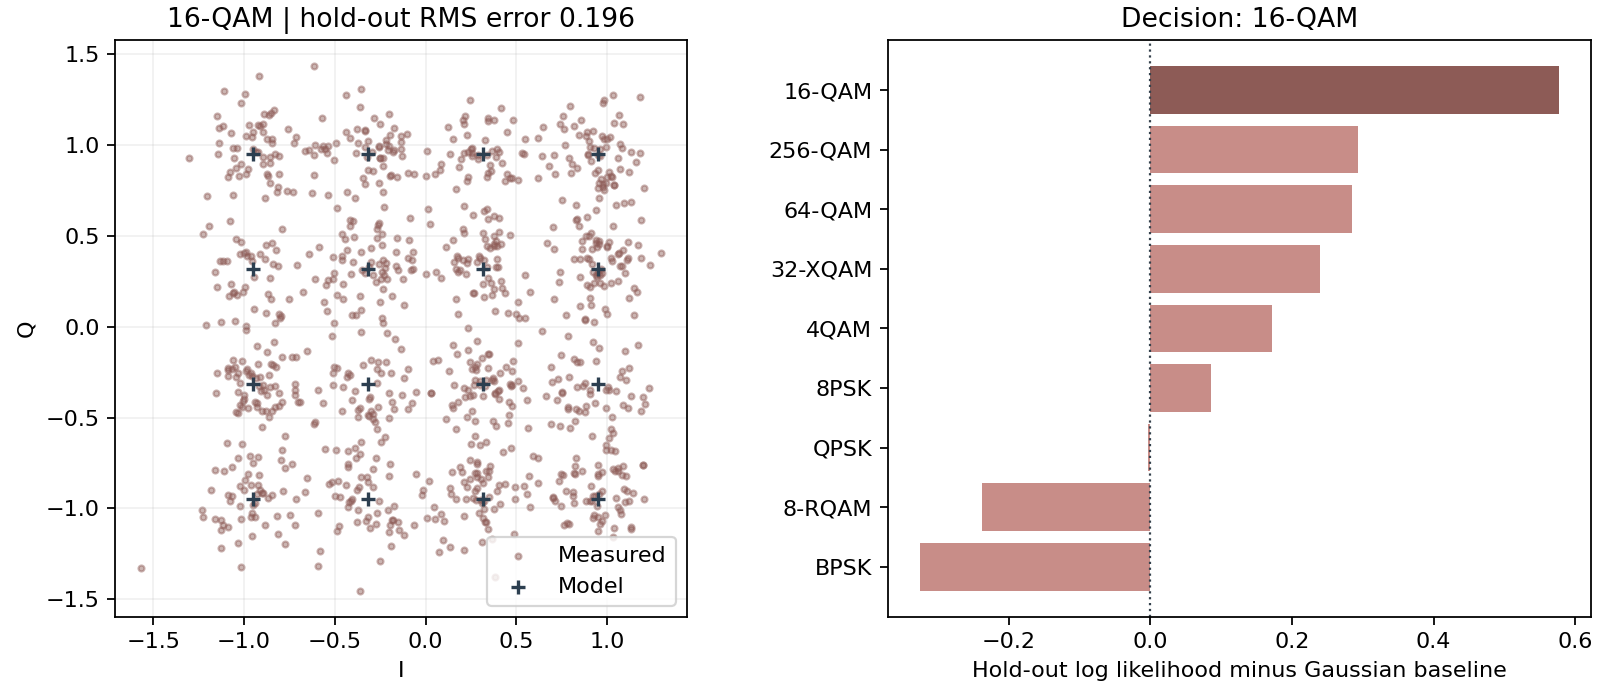 16-QAM | hold-out RMS error 0.196
1.5
1.0
0.5
0.0
−0.5
−1.0
−1.5
Q
−1.5 −1.0 −0.5 0.0 0.5 1.0
I
Measured
Model
Decision: 16-QAM
16-QAM
256-QAM
64-QAM
32-XQAM
4QAM
8PSK
QPSK
8-RQAM
BPSK
−0.2 0.0 0.2 0.4 0.6
Hold-out log likelihood minus Gaussian baseline